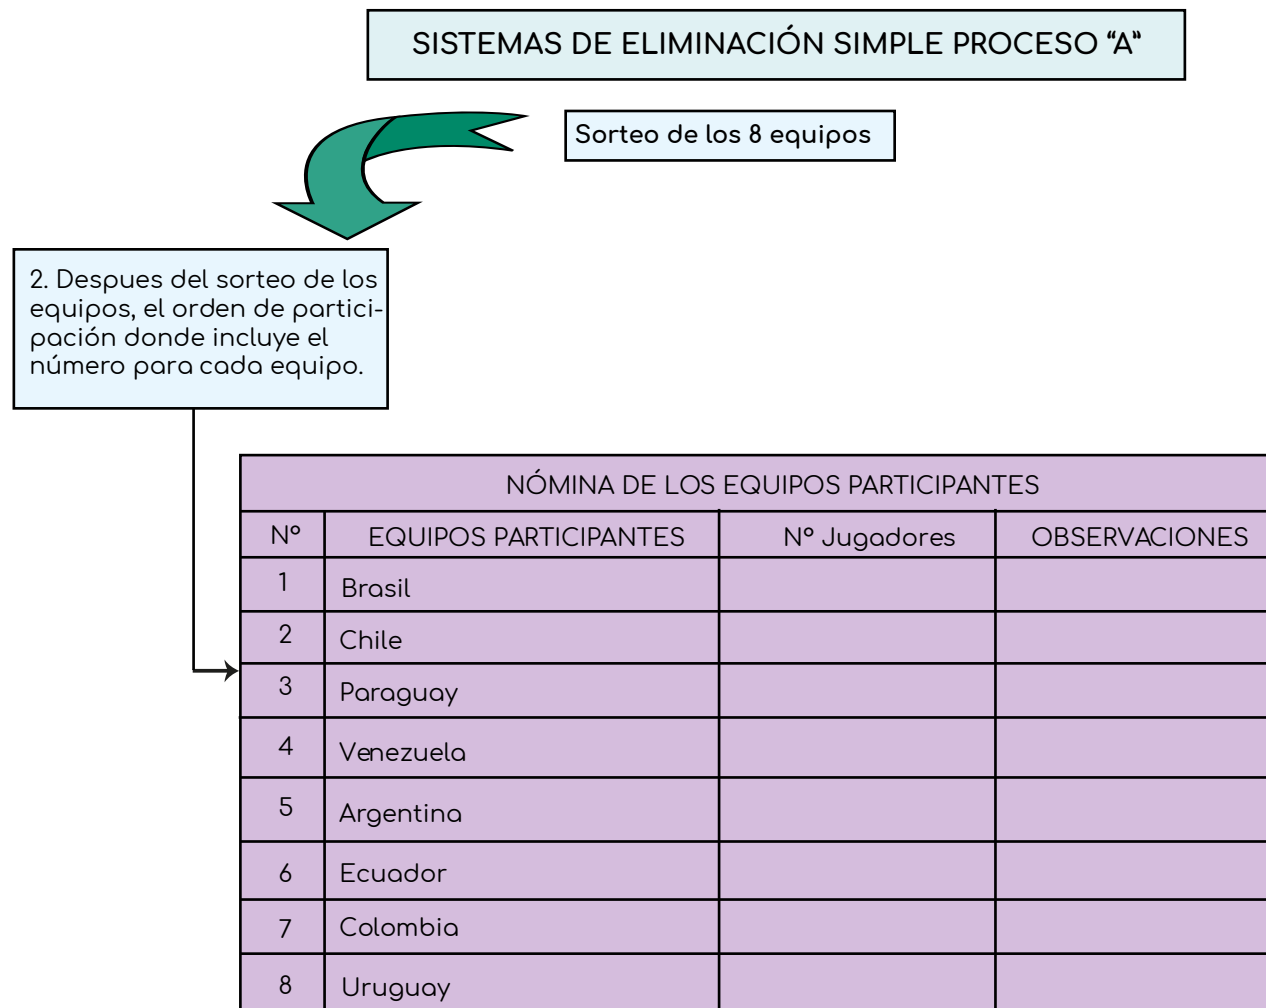 SISTEMAS DE ELIMINACIÓN SIMPLE PROCESO “A”
Sorteo de los 8 equipos
2. Despues del sorteo de los
equipos, el orden de partici-
pación donde incluye el
número para cada equipo.
NÓMINA DE LOS EQUIPOS PARTICIPANTES
Nº EQUIPOS PARTICIPANTES Nº Jugadores OBSERVACIONES
1 Brasil
2 Chile
3 Paraguay
4 Venezuela
5 Argentina
6 Ecuador
7 Colombia
8 Uruguay